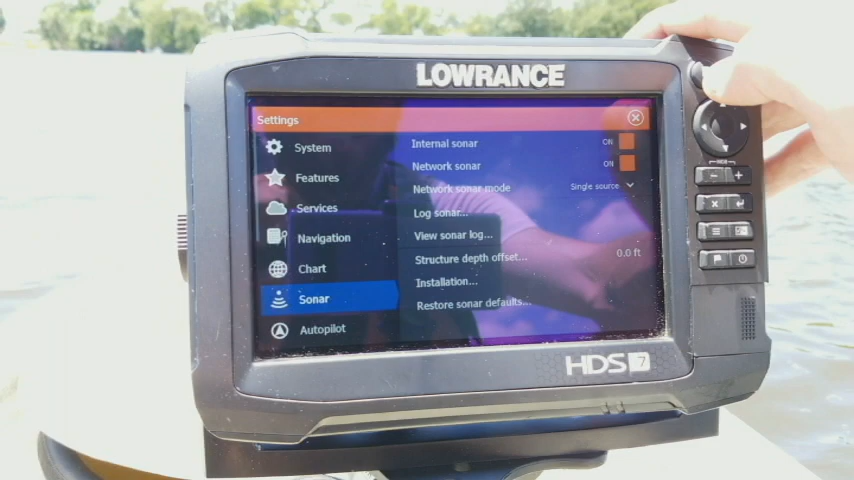 LOWRANCE
Settings
System
Features
Services
Navigation
Chart
Sonar
Autopilot
Internal sonar ON
Network sonar ON
Network sonar mode Single source
Log sonar...
View sonar log...
Structure depth offset... 0.0 ft
Installation...
Restore sonar defaults...
HDS 7